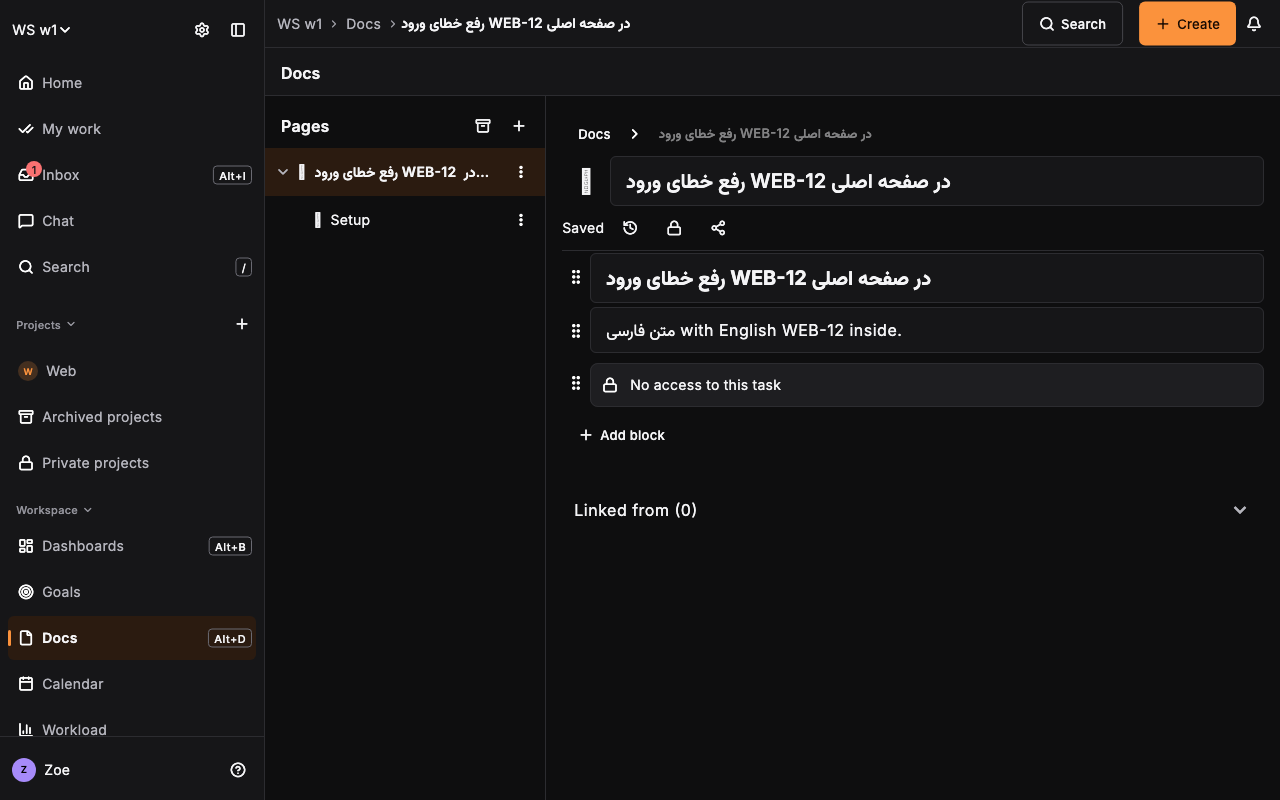 WS w1
Home
My work
1
Inbox
Alt+I
Chat
Search
/
Projects
W
Web
Archived projects
Private projects
Workspace
Dashboards
Alt+B
Goals
Docs
Alt+D
Calendar
Workload
Z
Zoe
WS w1 > Docs > رفع خطای ورود WEB-12 در صفحه اصلی
Search
+ Create
Docs
Pages
رفع خطای ورود WEB-12 در...
Setup
Docs > رفع خطای ورود WEB-12 در صفحه اصلی
رفع خطای ورود WEB-12 در صفحه اصلی
Saved
رفع خطای ورود WEB-12 در صفحه اصلی
متن فارسی with English WEB-12 inside.
No access to this task
+ Add block
Linked from (0)